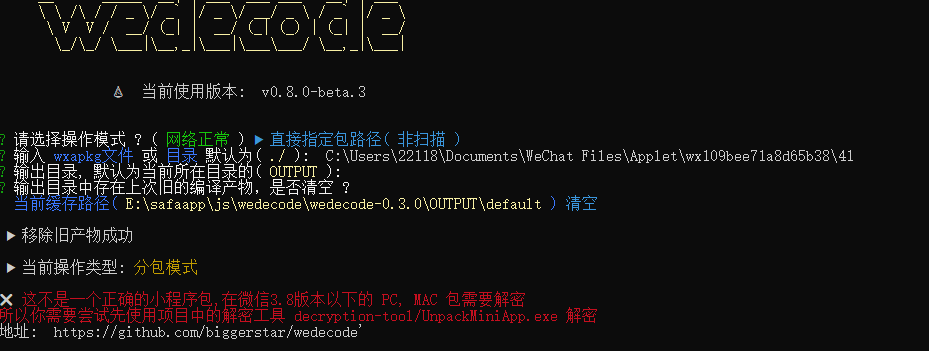 wedecode
当前使用版本: v0.8.0-beta.3
? 请选择操作模式 ? ( 网络正常 ) ▶ 直接指定包路径( 非扫描 )
? 输入 wxapkg文件 或 目录 默认为( ./ ): C:\Users\22118\Documents\WeChat Files\Applet\wx109bee71a8d65b38\41
? 输出目录, 默认为当前所在目录的( OUTPUT ):
? 输出目录中存在上次旧的编译产物，是否清空 ?
当前缓存路径( E:\safaapp\js\wedecode\wedecode-0.3.0\OUTPUT\default ) 清空
▶ 移除旧产物成功
▶ 当前操作类型: 分包模式
❌ 这不是一个正确的小程序包,在微信3.8版本以下的 PC, MAC 包需要解密
所以你需要尝试先使用项目中的解密工具 decryption-tool/UnpackMiniApp.exe 解密
地址: https://github.com/biggerstar/wedecode'